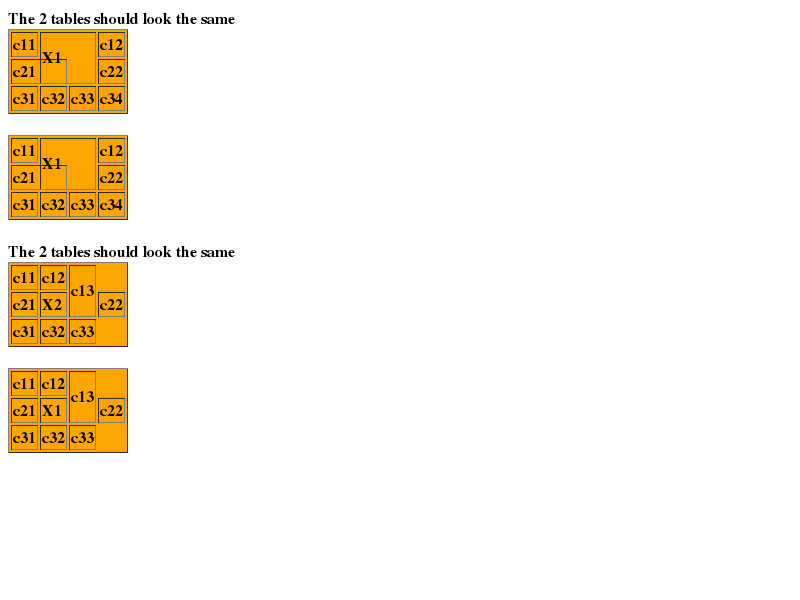 The 2 tables should look the same
c11 X1 c12
c21 c22
c31 c32 c33 c34
c11 X1 c12
c21 c22
c31 c32 c33 c34
The 2 tables should look the same
c11 c12 c13
c21 X2 c22
c31 c32 c33
c11 c12 c13
c21 X1 c22
c31 c32 c33